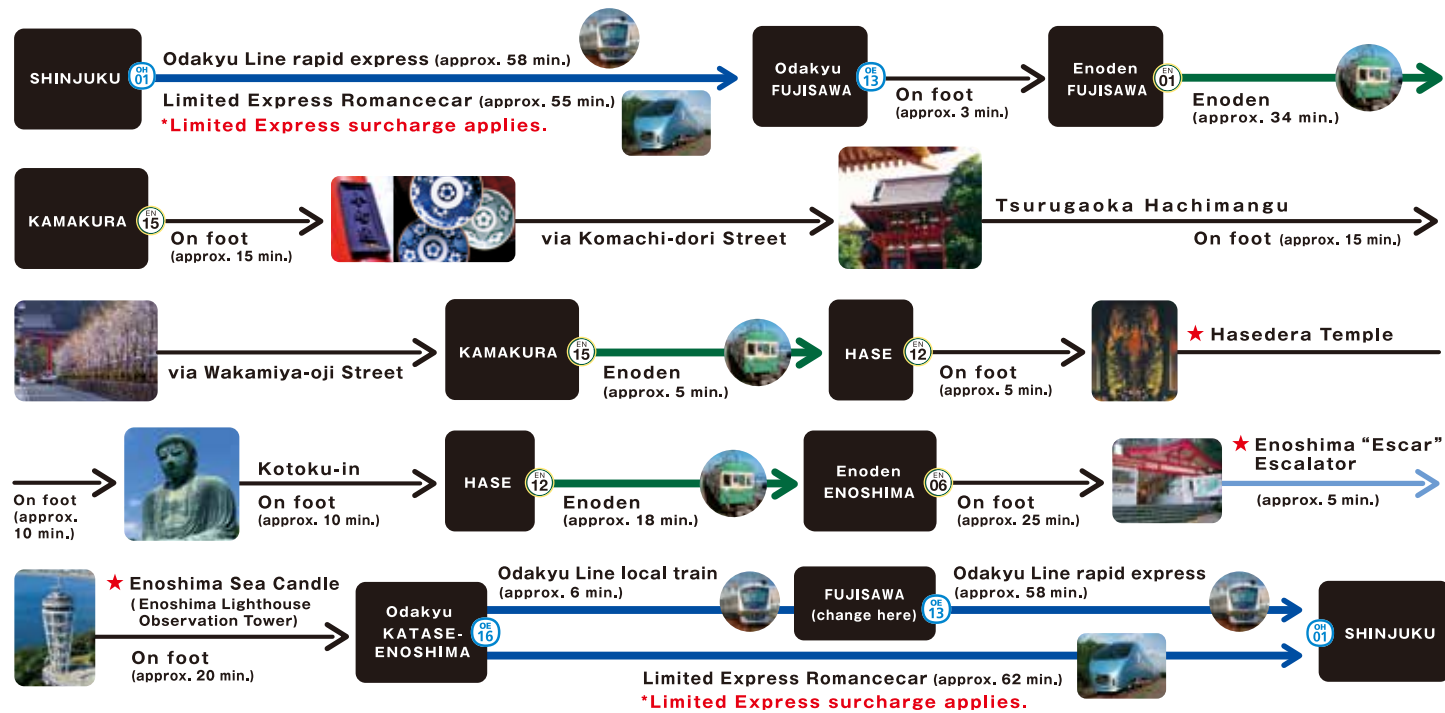 SHINJUKU
OH
01
Odakyu Line rapid express (approx. 58 min.)
Limited Express Romancecar (approx. 55 min.)
*Limited Express surcharge applies.
Odakyu
FUJISAWA
OE
13
On foot
(approx. 3 min.)
Enoden
FUJISAWA
EN
01
Enoden
(approx. 34 min.)
KAMAKURA
EN
15
On foot
(approx. 15 min.)
via Komachi-dori Street
Tsurugaoka Hachimangu
On foot (approx. 15 min.)
via Wakamiya-oji Street
KAMAKURA
EN
15
Enoden
(approx. 5 min.)
HASE
EN
12
On foot
(approx. 5 min.)
★ Hasedera Temple
On foot
(approx.
10 min.)
Kotoku-in
On foot
(approx. 10 min.)
HASE
EN
12
Enoden
(approx. 18 min.)
Enoden
ENOSHIMA
EN
06
On foot
(approx. 25 min.)
★ Enoshima “Escar”
Escalator
(approx. 5 min.)
★ Enoshima Sea Candle
(Enoshima Lighthouse
Observation Tower)
On foot
(approx. 20 min.)
Odakyu
KATASE-
ENOSHIMA
OE
16
Odakyu Line local train
(approx. 6 min.)
FUJISAWA
(change here)
OE
13
Odakyu Line rapid express
(approx. 58 min.)
Limited Express Romancecar (approx. 62 min.)
*Limited Express surcharge applies.
OH
01
SHINJUKU